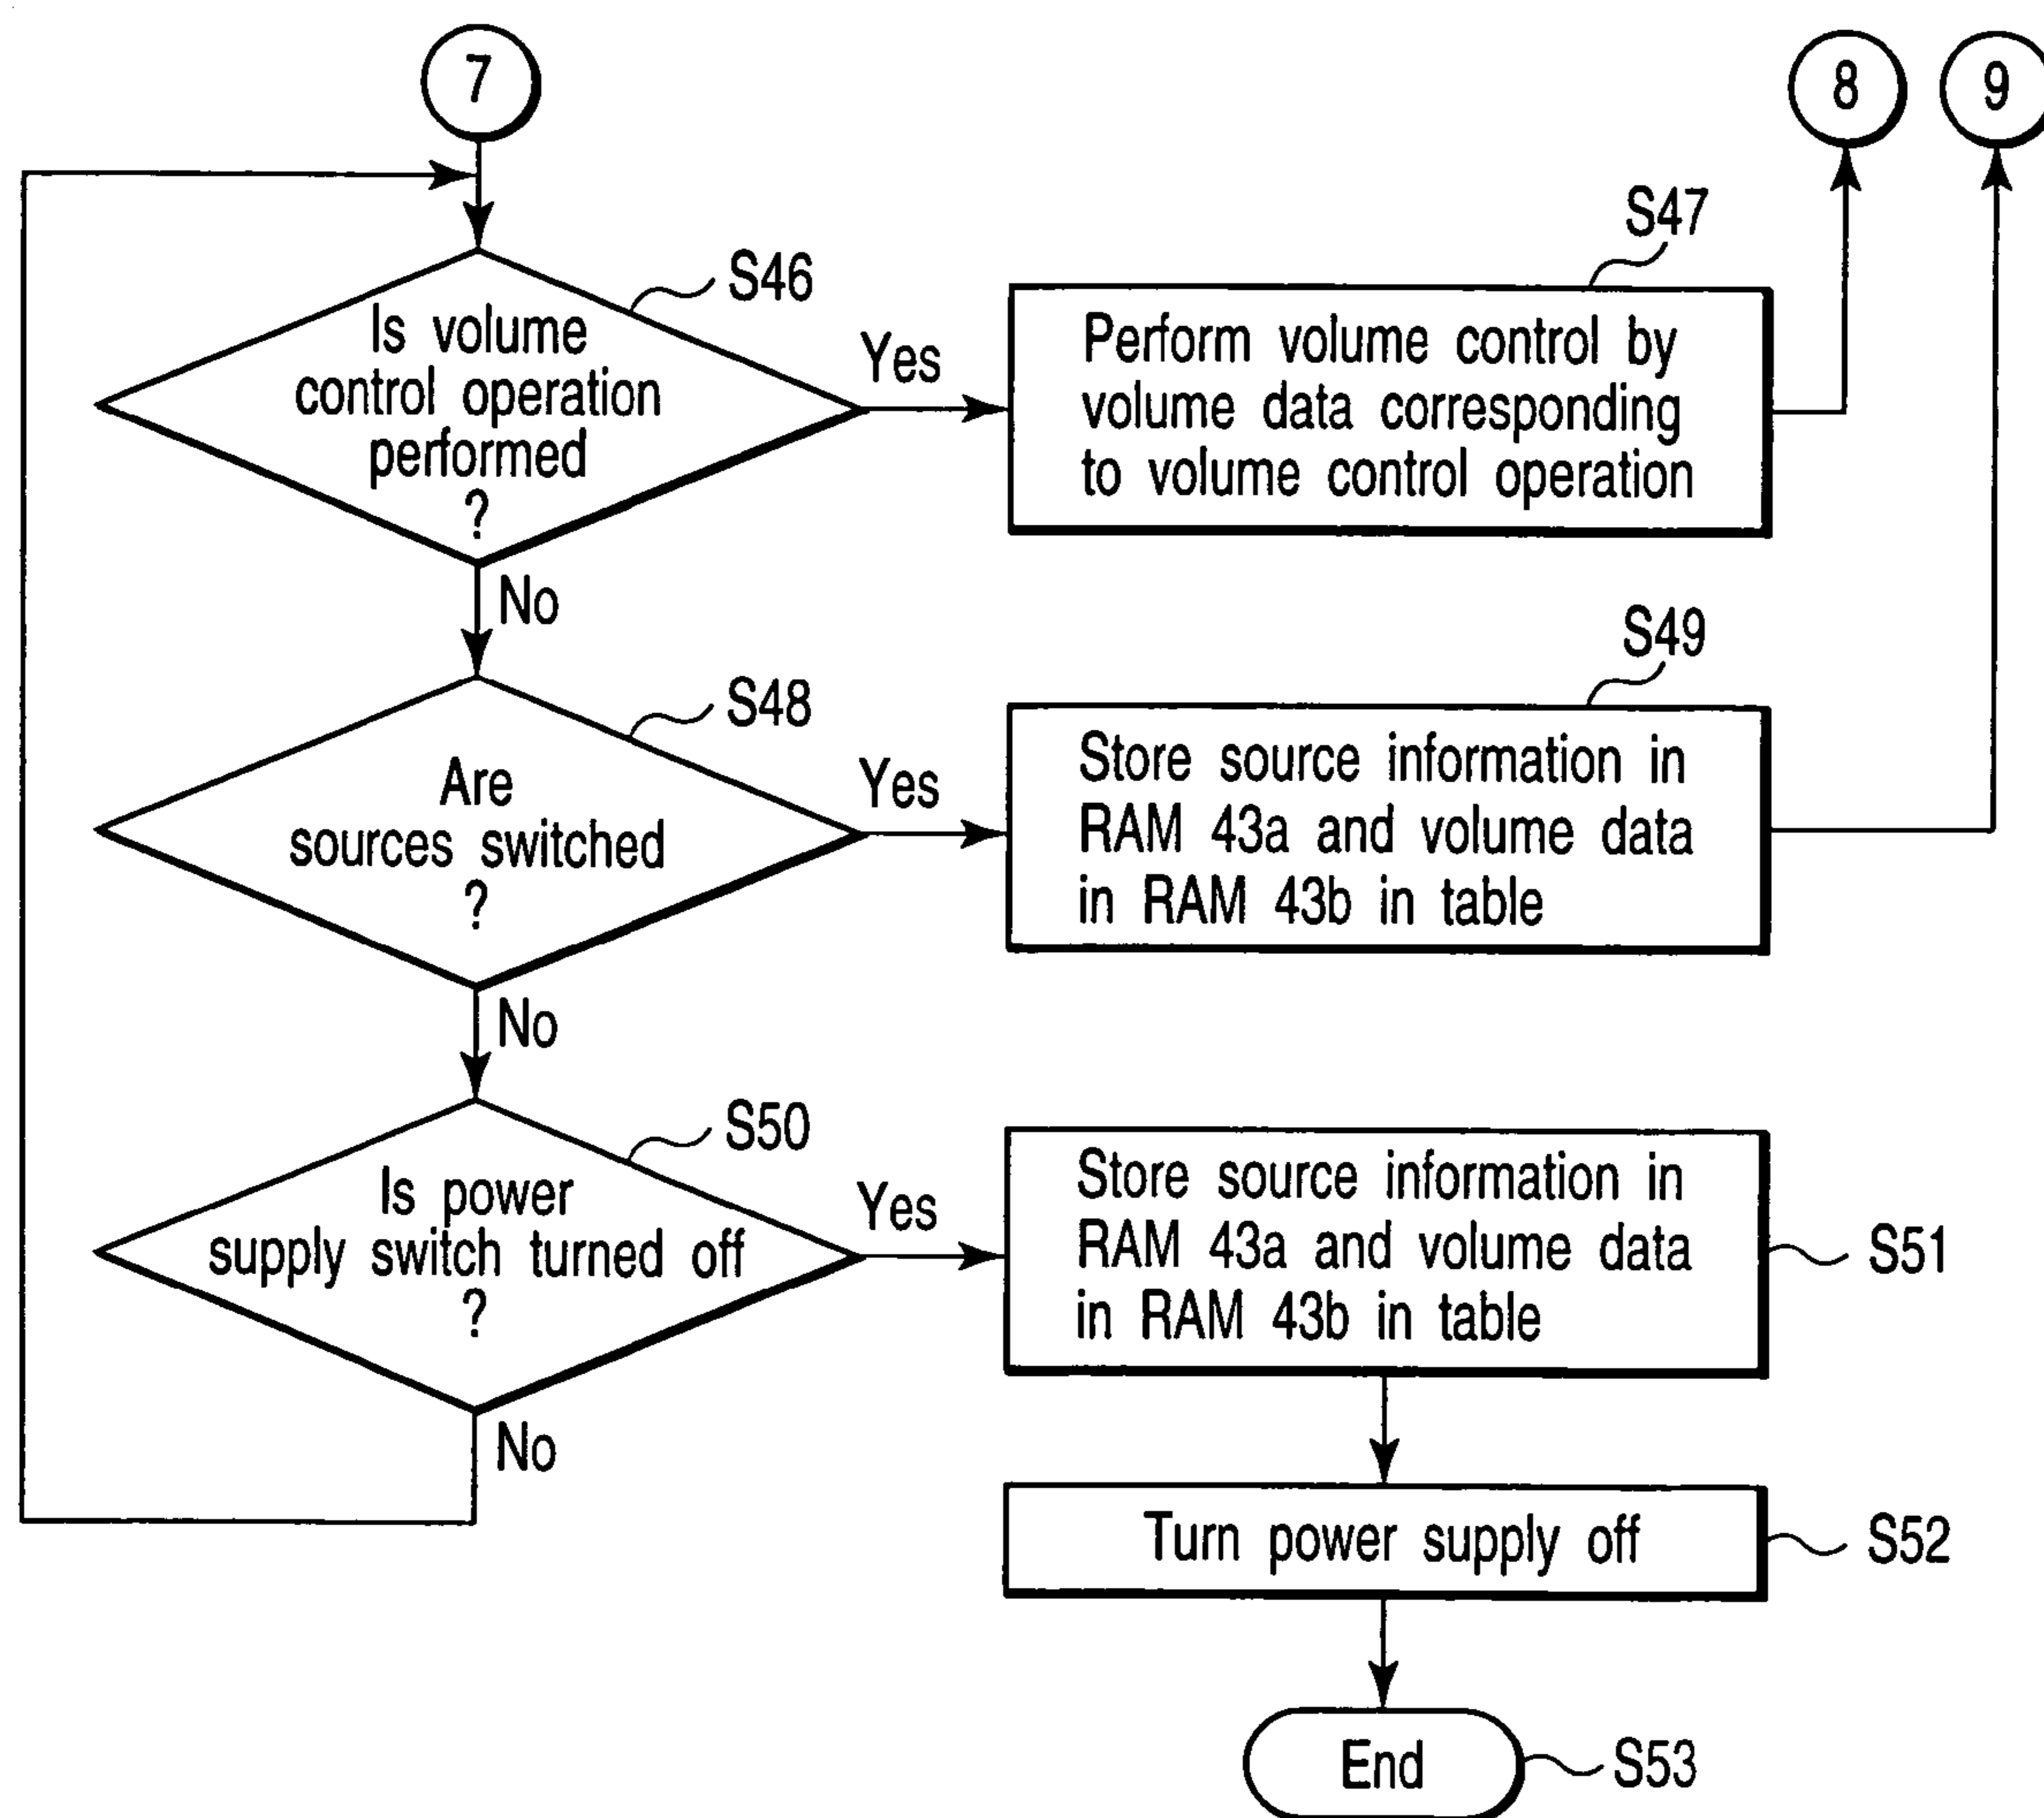 7
8
9
S46
Is volume
control operation
performed
?
Yes
S47
Perform volume control by
volume data corresponding
to volume control operation
No
S48
Are
sources switched
?
Yes
S49
Store source information in
RAM 43a and volume data
in RAM 43b in table
No
S50
Is power
supply switch turned off
?
Yes
Store source information in
RAM 43a and volume data
in RAM 43b in table
S51
No
Turn power supply off
S52
End
S53